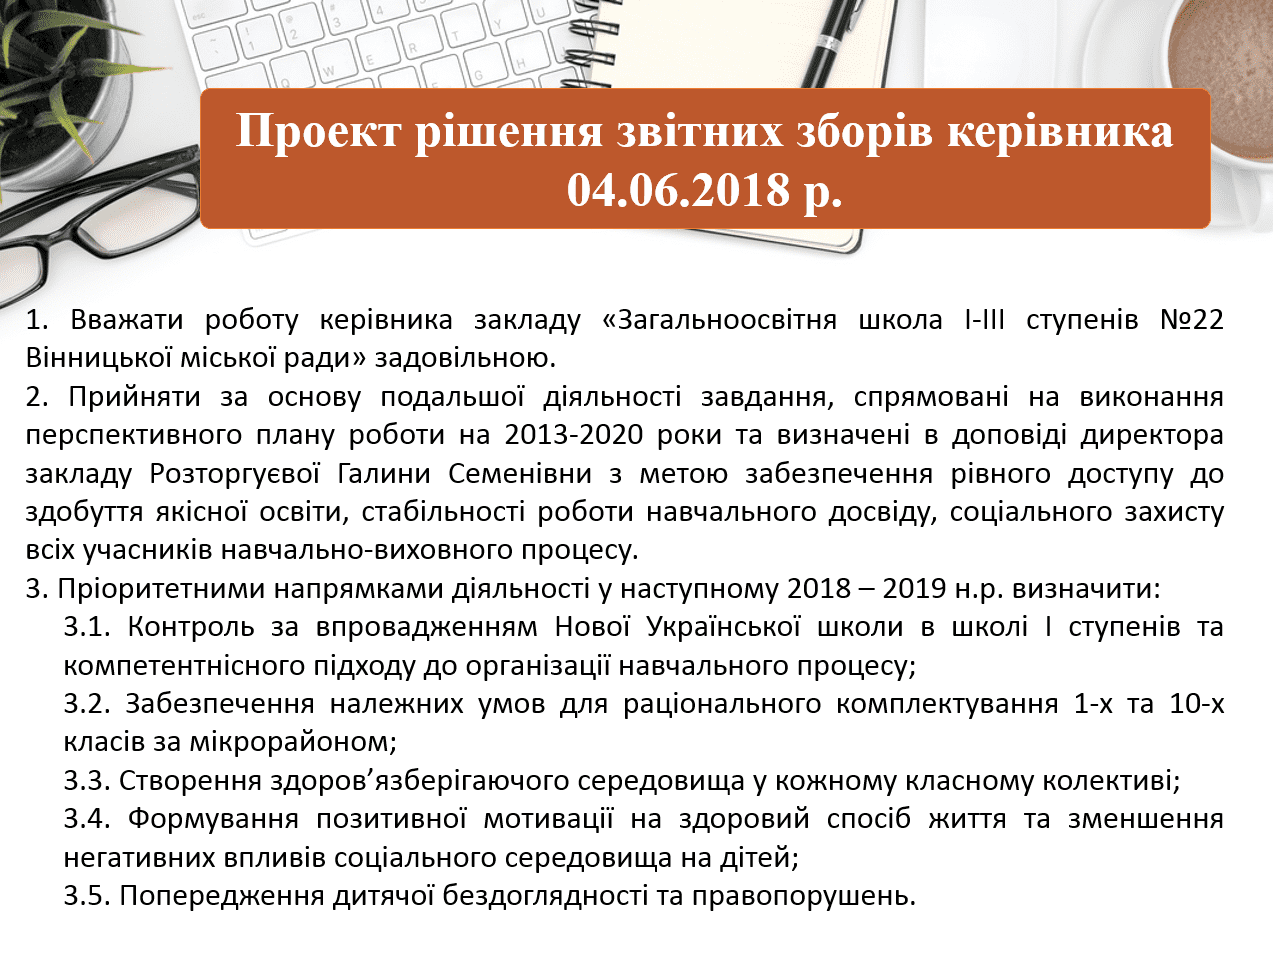 Проект рішення звітних зборів керівника
04.06.2018 р.
1. Вважати роботу керівника закладу «Загальноосвітня школа І-ІІІ ступенів №22
Вінницької міської ради» задовільною.
2. Прийняти за основу подальшої діяльності завдання, спрямовані на виконання
перспективного плану роботи на 2013-2020 роки та визначені в доповіді директора
закладу Розторгуєвої Галини Семенівни з метою забезпечення рівного доступу до
здобуття якісної освіти, стабільності роботи навчального досвіду, соціального захисту
всіх учасників навчально-виховного процесу.
3. Пріоритетними напрямками діяльності у наступному 2018 – 2019 н.р. визначити:
3.1. Контроль за впровадженням Нової Української школи в школі І ступенів та
компетентнісного підходу до організації навчального процесу;
3.2. Забезпечення належних умов для раціонального комплектування 1-х та 10-х
класів за мікрорайоном;
3.3. Створення здоров’язберігаючого середовища у кожному класному колективі;
3.4. Формування позитивної мотивації на здоровий спосіб життя та зменшення
негативних впливів соціального середовища на дітей;
3.5. Попередження дитячої бездоглядності та правопорушень.